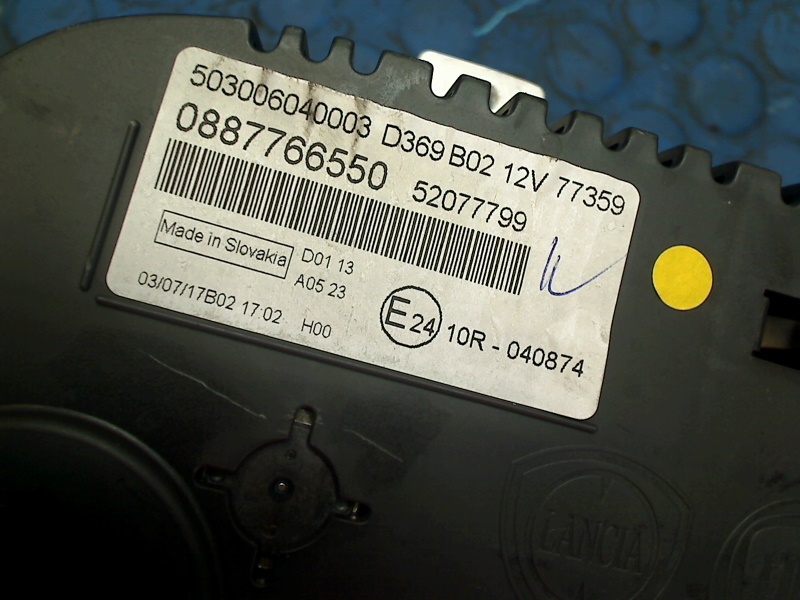 503006040003 D369 B02 12V 77359
0887766550 52077799
Made in Slovakia D01 13
A05 23
03/07/17B02 17:02 H00
E24 10R - 040874
LANCIA